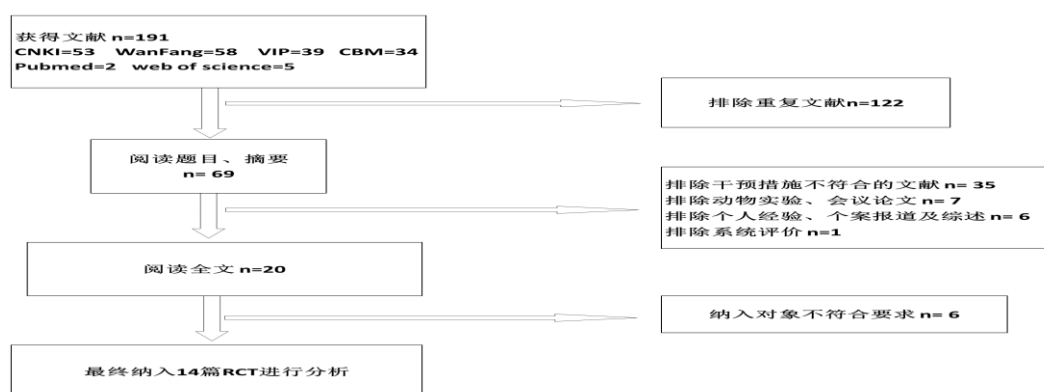 获得文献 n=191
CNKI=53 WanFang=58 VIP=39 CBM=34
Pubmed=2 web of science=5
排除重复文献n=122
阅读题目、摘要
n= 69
排除干预措施不符合的文献 n= 35
排除动物实验、会议论文 n= 7
排除个人经验、个案报道及综述 n= 6
排除系统评价 n=1
阅读全文 n=20
纳入对象不符合要求 n= 6
最终纳入14篇RCT进行分析